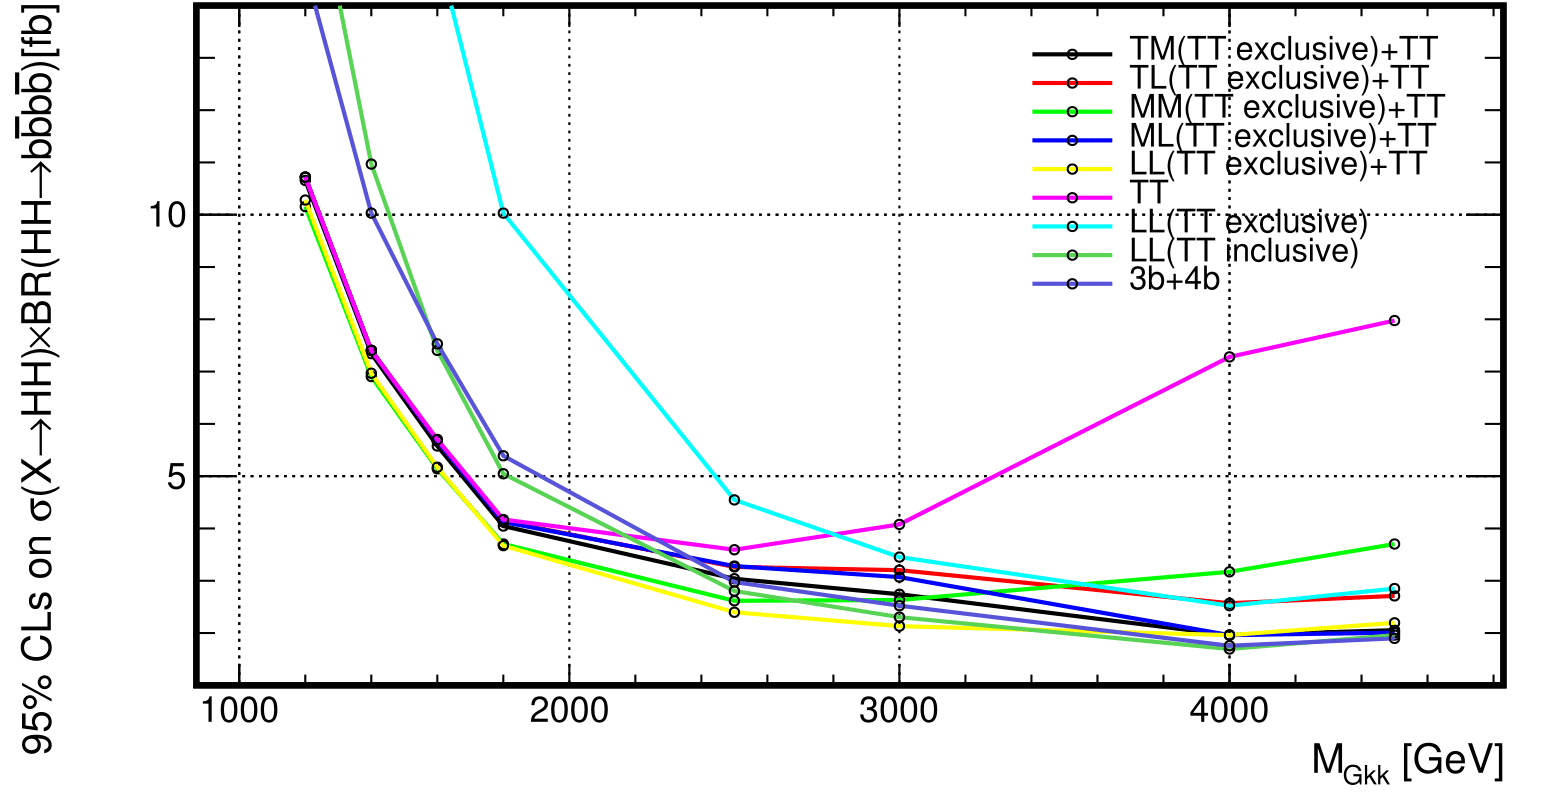 95% CLs on σ(X→HH)×BR(HH→bb̅bb̅)[fb]
TM(TT exclusive)+TT
TL(TT exclusive)+TT
MM(TT exclusive)+TT
ML(TT exclusive)+TT
LL(TT exclusive)+TT
TT
LL(TT exclusive)
LL(TT inclusive)
3b+4b
10
5
1000 2000 3000 4000
M_Gkk [GeV]